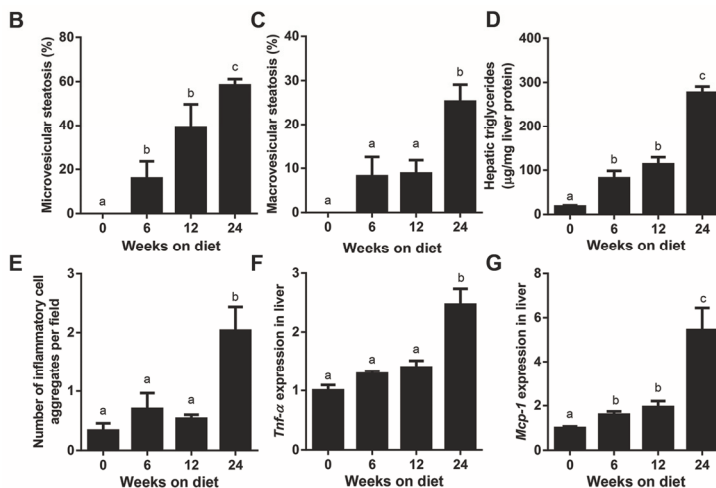 B
Microvesicular steatosis (%)
80
60
40
20
0
a
b
b
c
0 6 12 24
Weeks on diet
C
Macrovesicular steatosis (%)
40
30
20
10
0
a
a
a
b
0 6 12 24
Weeks on diet
D
Hepatic triglycerides
(µg/mg liver protein)
400
300
200
100
0
a
b
b
c
0 6 12 24
Weeks on diet
E
Number of inflammatory cell
aggregates per field
3
2
1
0
a
a
a
b
0 6 12 24
Weeks on diet
F
Tnf-α expression in liver
3
2
1
0
a
a
a
b
0 6 12 24
Weeks on diet
G
Mcp-1 expression in liver
8
6
4
2
0
a
b
b
c
0 6 12 24
Weeks on diet